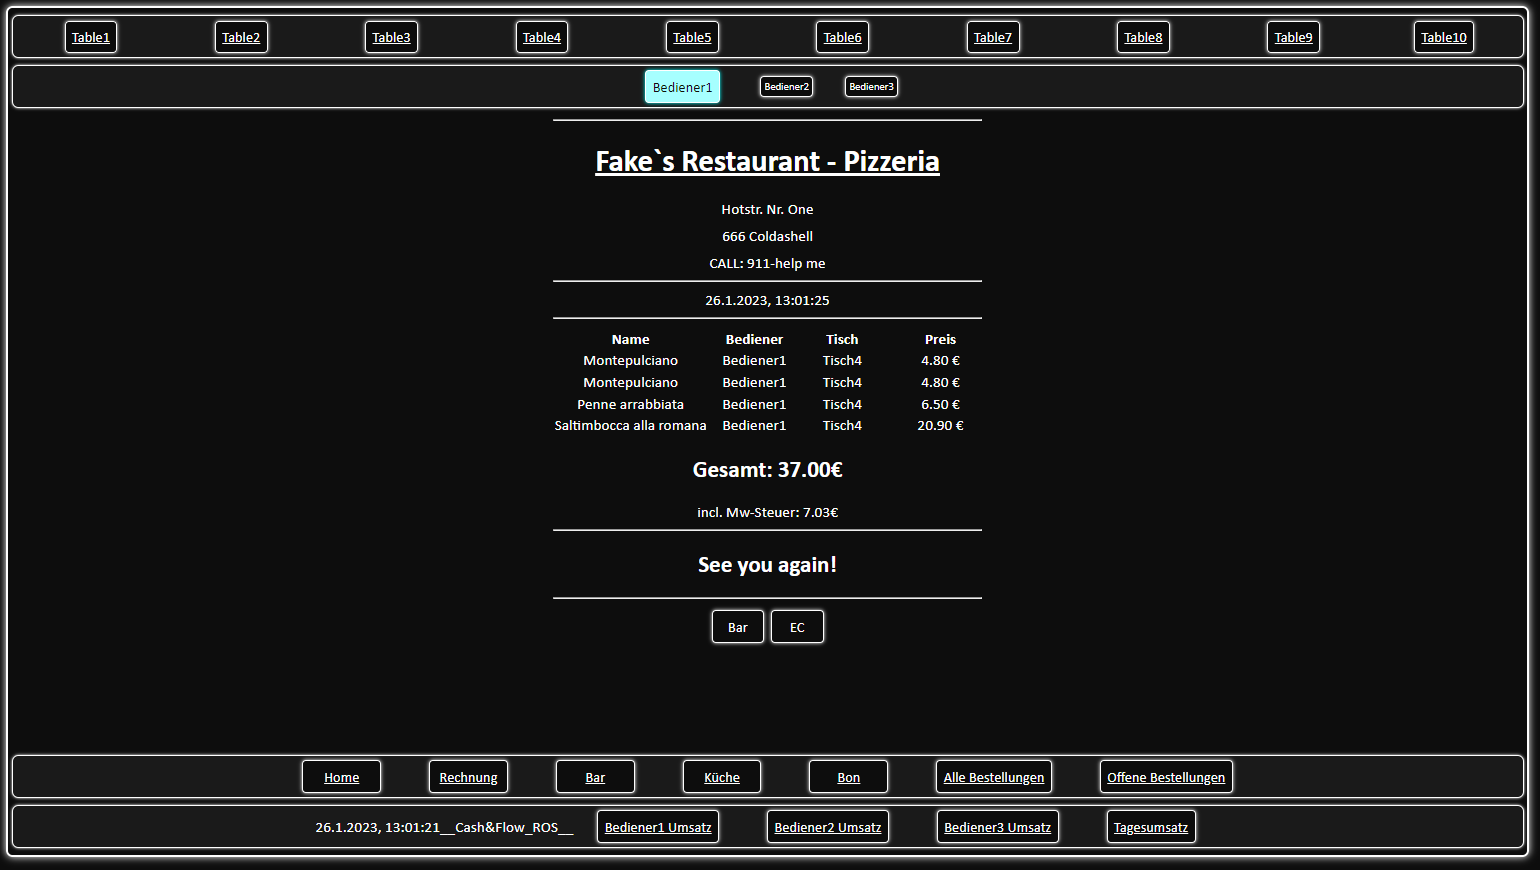 Table1 Table2 Table3 Table4 Table5 Table6 Table7 Table8 Table9 Table10
Bediener1 Bediener2 Bediener3
Fake`s Restaurant - Pizzeria
Hotstr. Nr. One
666 Coldashell
CALL: 911-help me
26.1.2023, 13:01:25
Name Bediener Tisch Preis
Montepulciano Bediener1 Tisch4 4.80 €
Montepulciano Bediener1 Tisch4 4.80 €
Penne arrabbiata Bediener1 Tisch4 6.50 €
Saltimbocca alla romana Bediener1 Tisch4 20.90 €
Gesamt: 37.00€
incl. Mw-Steuer: 7.03€
See you again!
Bar EC
Home Rechnung Bar Küche Bon Alle Bestellungen Offene Bestellungen
26.1.2023, 13:01:21__Cash&Flow_ROS__ Bediener1 Umsatz Bediener2 Umsatz Bediener3 Umsatz Tagesumsatz